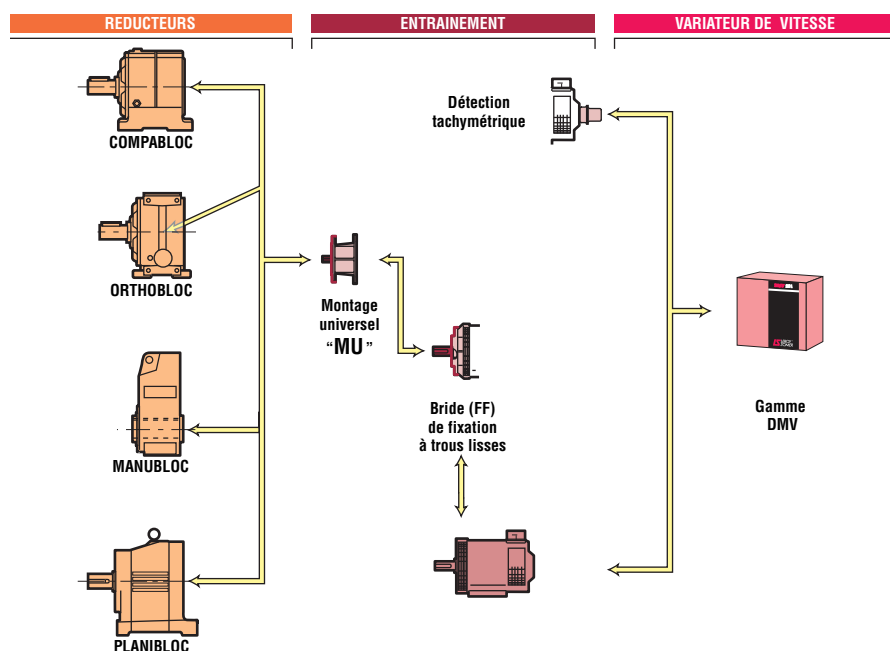 REDUCTEURS
ENTRAINEMENT
VARIATEUR DE VITESSE
COMPABLOC
ORTHOBLOC
MANUBLOC
PLANIBLOC
Détection
tachymétrique
Montage
universel
“MU”
Bride (FF)
de fixation
à trous lisses
Gamme
DMV